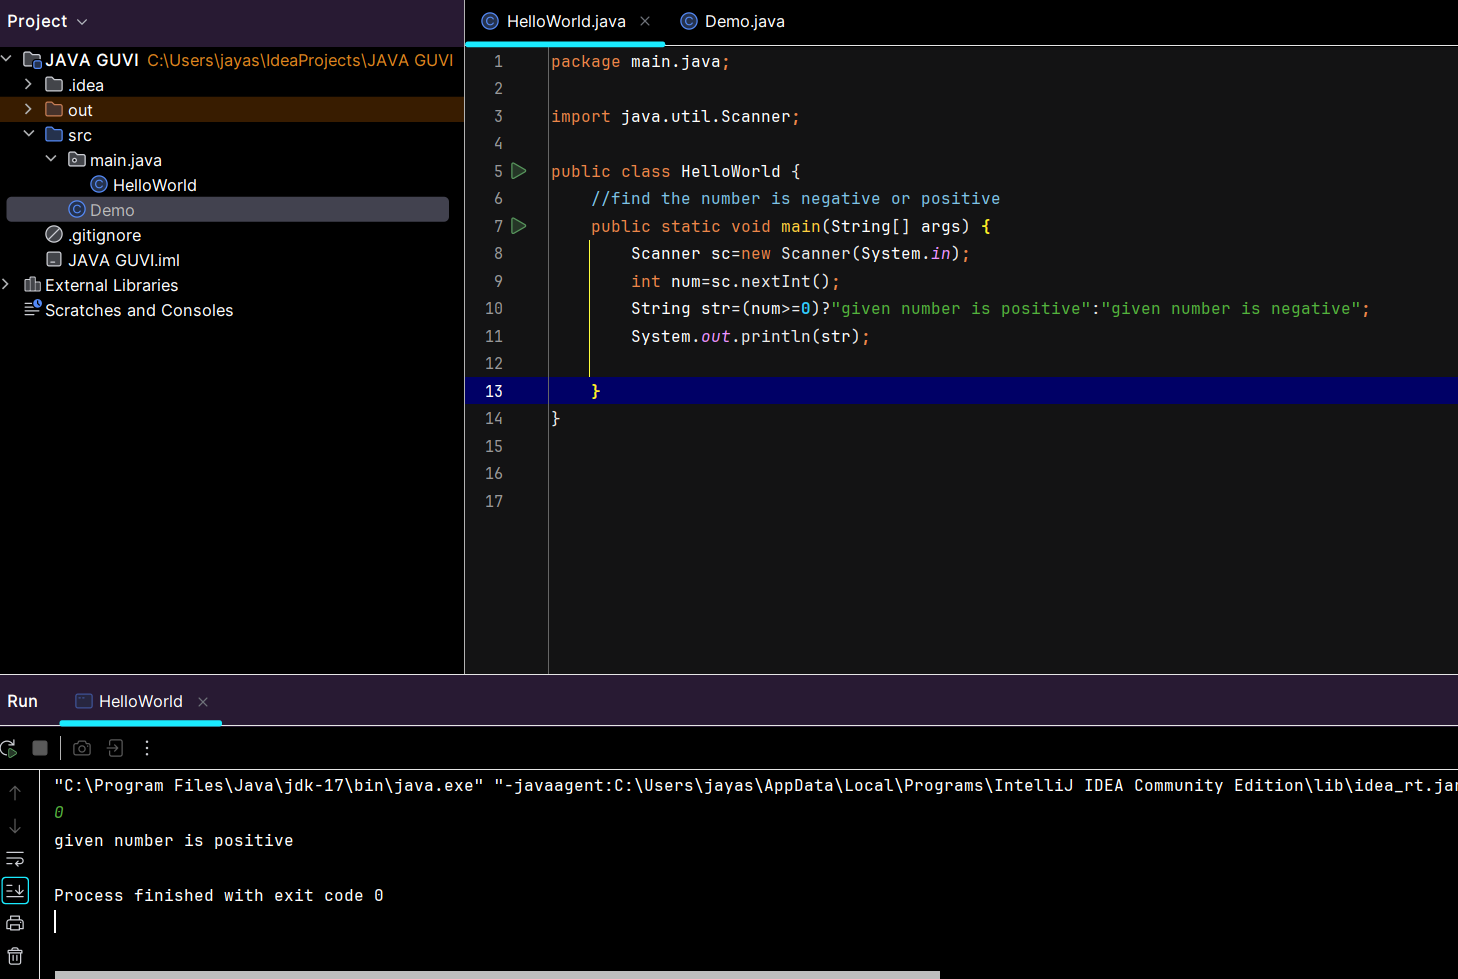 Project
JAVA GUVI C:\Users\jayas\IdeaProjects\JAVA GUVI
.idea
out
src
main.java
HelloWorld
Demo
.gitignore
JAVA GUVI.iml
External Libraries
Scratches and Consoles
HelloWorld.java Demo.java
1 package main.java;
2
3 import java.util.Scanner;
4
5 public class HelloWorld {
6 //find the number is negative or positive
7 public static void main(String[] args) {
8 Scanner sc=new Scanner(System.in);
9 int num=sc.nextInt();
10 String str=(num>=0)?"given number is positive":"given number is negative";
11 System.out.println(str);
12
13 }
14 }
15
16
17
Run HelloWorld
"C:\Program Files\Java\jdk-17\bin\java.exe" "-javaagent:C:\Users\jayas\AppData\Local\Programs\IntelliJ IDEA Community Edition\lib\idea_rt.jar
0
given number is positive
Process finished with exit code 0